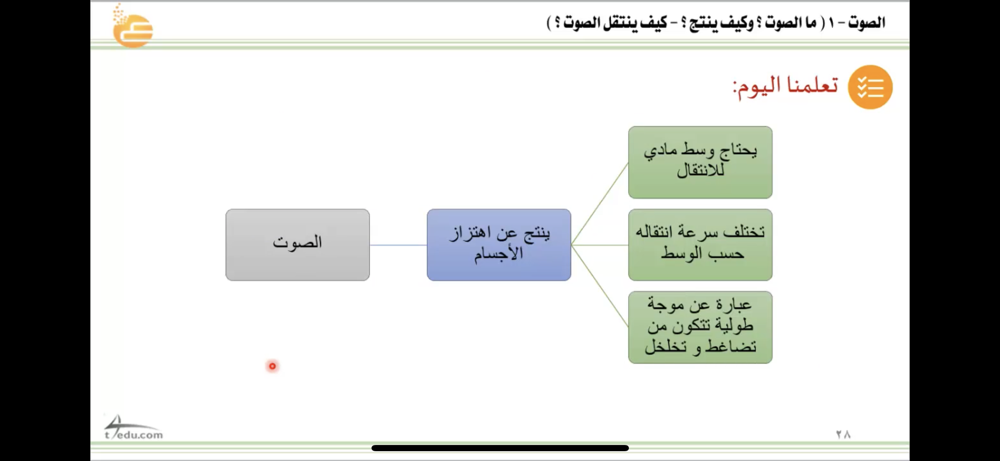 الصوت - ١ ( ما الصوت ؟ وكيف ينتج ؟ - كيف ينتقل الصوت ؟ )
تعلمنا اليوم:
الصوت
ينتج عن اهتزاز
الأجسام
يحتاج وسط مادي
للانتقال
تختلف سرعة انتقاله
حسب الوسط
عبارة عن موجة
طولية تتكون من
تضاغط و تخلخل
t4edu.com
٢٨